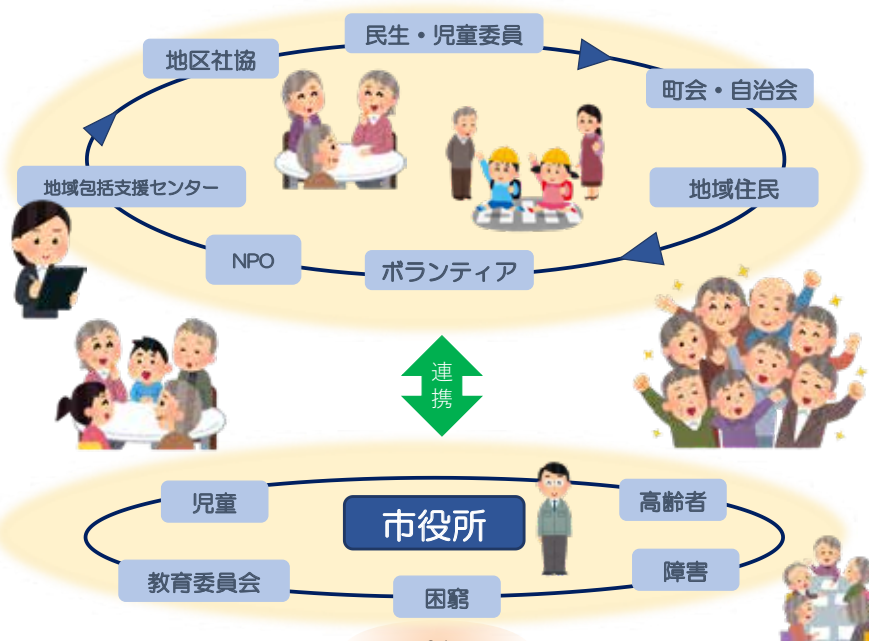 民生・児童委員
地区社協
町会・自治会
地域包括支援センター
地域住民
NPO
ボランティア
連
携
児童
市役所
高齢者
教育委員会
困窮
障害